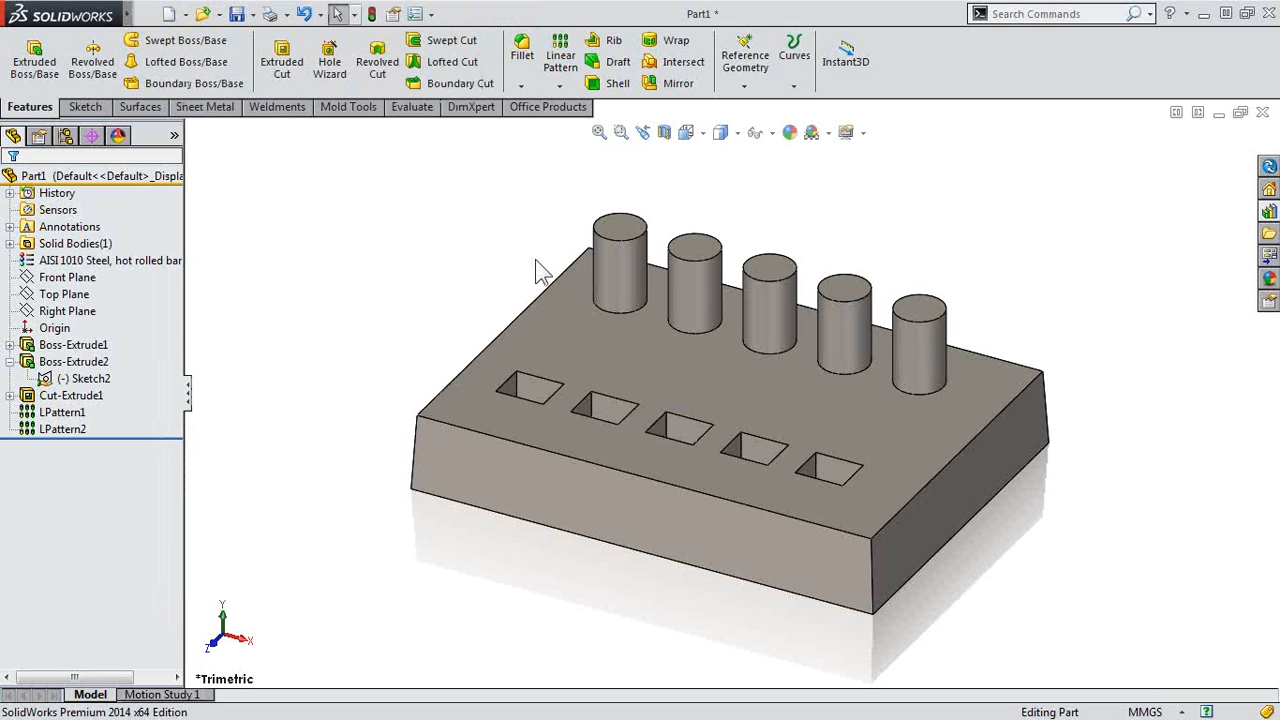 SOLIDWORKS
Part1 *
Search Commands
Extruded Boss/Base
Revolved Boss/Base
Swept Boss/Base
Lofted Boss/Base
Boundary Boss/Base
Extruded Cut
Hole Wizard
Revolved Cut
Swept Cut
Lofted Cut
Boundary Cut
Fillet
Linear Pattern
Rib
Draft
Shell
Wrap
Intersect
Mirror
Reference Geometry
Curves
Instant3D
Features Sketch Surfaces Sheet Metal Weldments Mold Tools Evaluate DimXpert Office Products
Part1 (Default<<Default>_Displa
History
Sensors
Annotations
Solid Bodies(1)
AISI 1010 Steel, hot rolled bar
Front Plane
Top Plane
Right Plane
Origin
Boss-Extrude1
Boss-Extrude2
(-) Sketch2
Cut-Extrude1
LPattern1
LPattern2
Y
X
Z
*Trimetric
Model Motion Study 1
SolidWorks Premium 2014 x64 Edition Editing Part MMGS